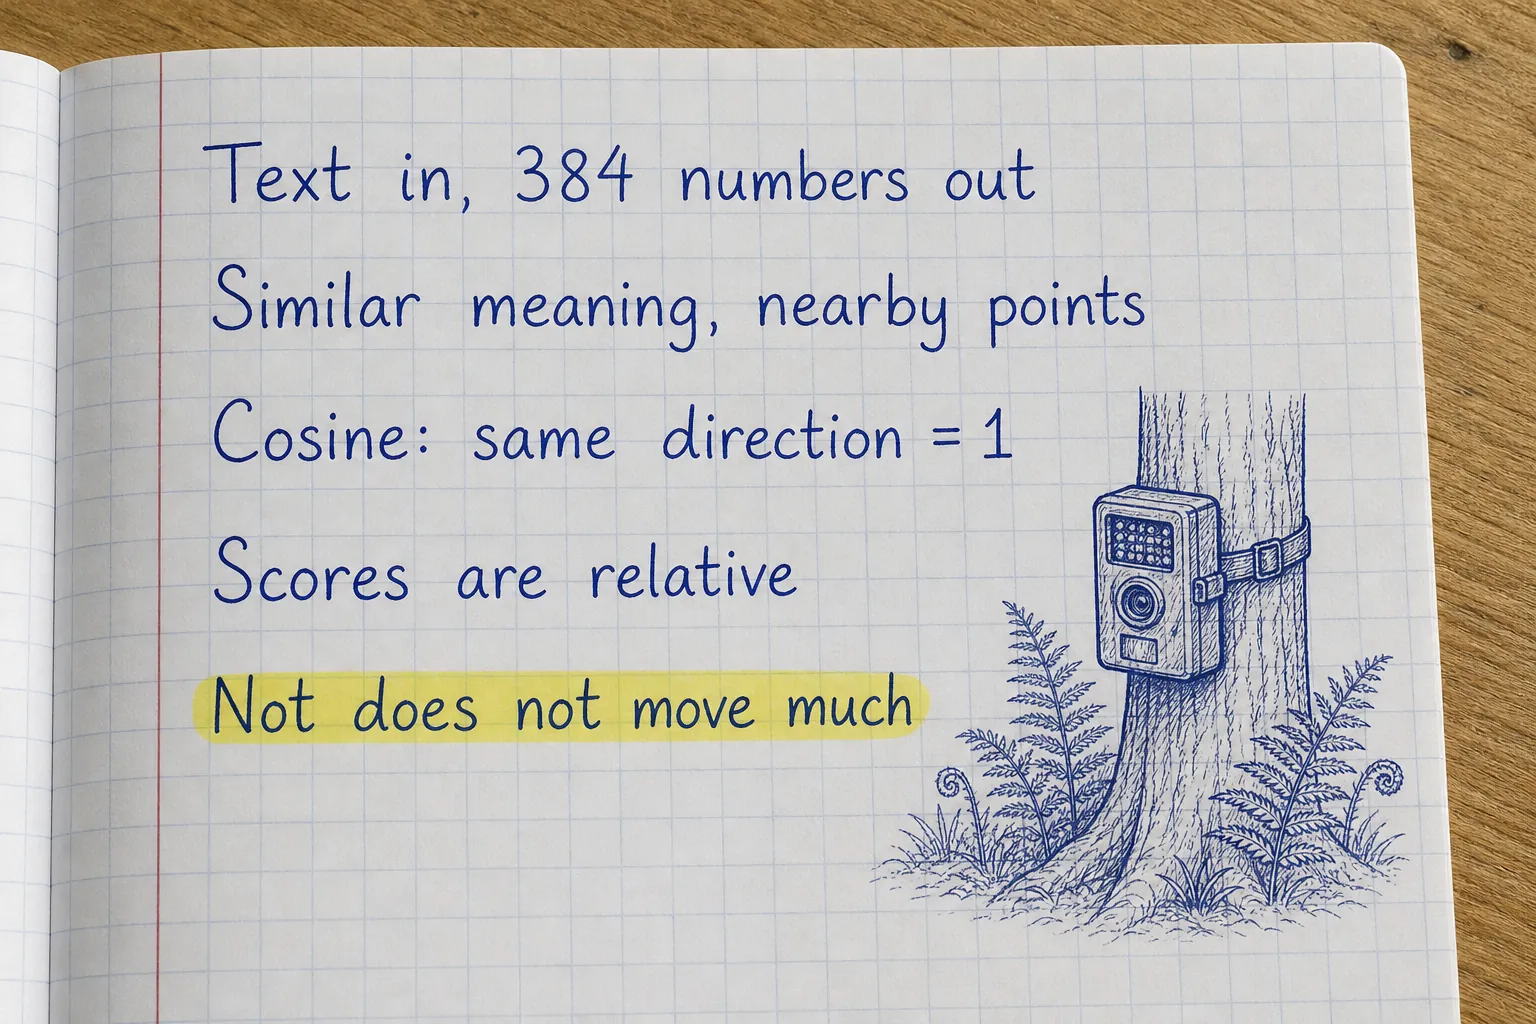 Text in, 384 numbers out
Similar meaning, nearby points
Cosine: same direction = 1
Scores are relative
Not does not move much